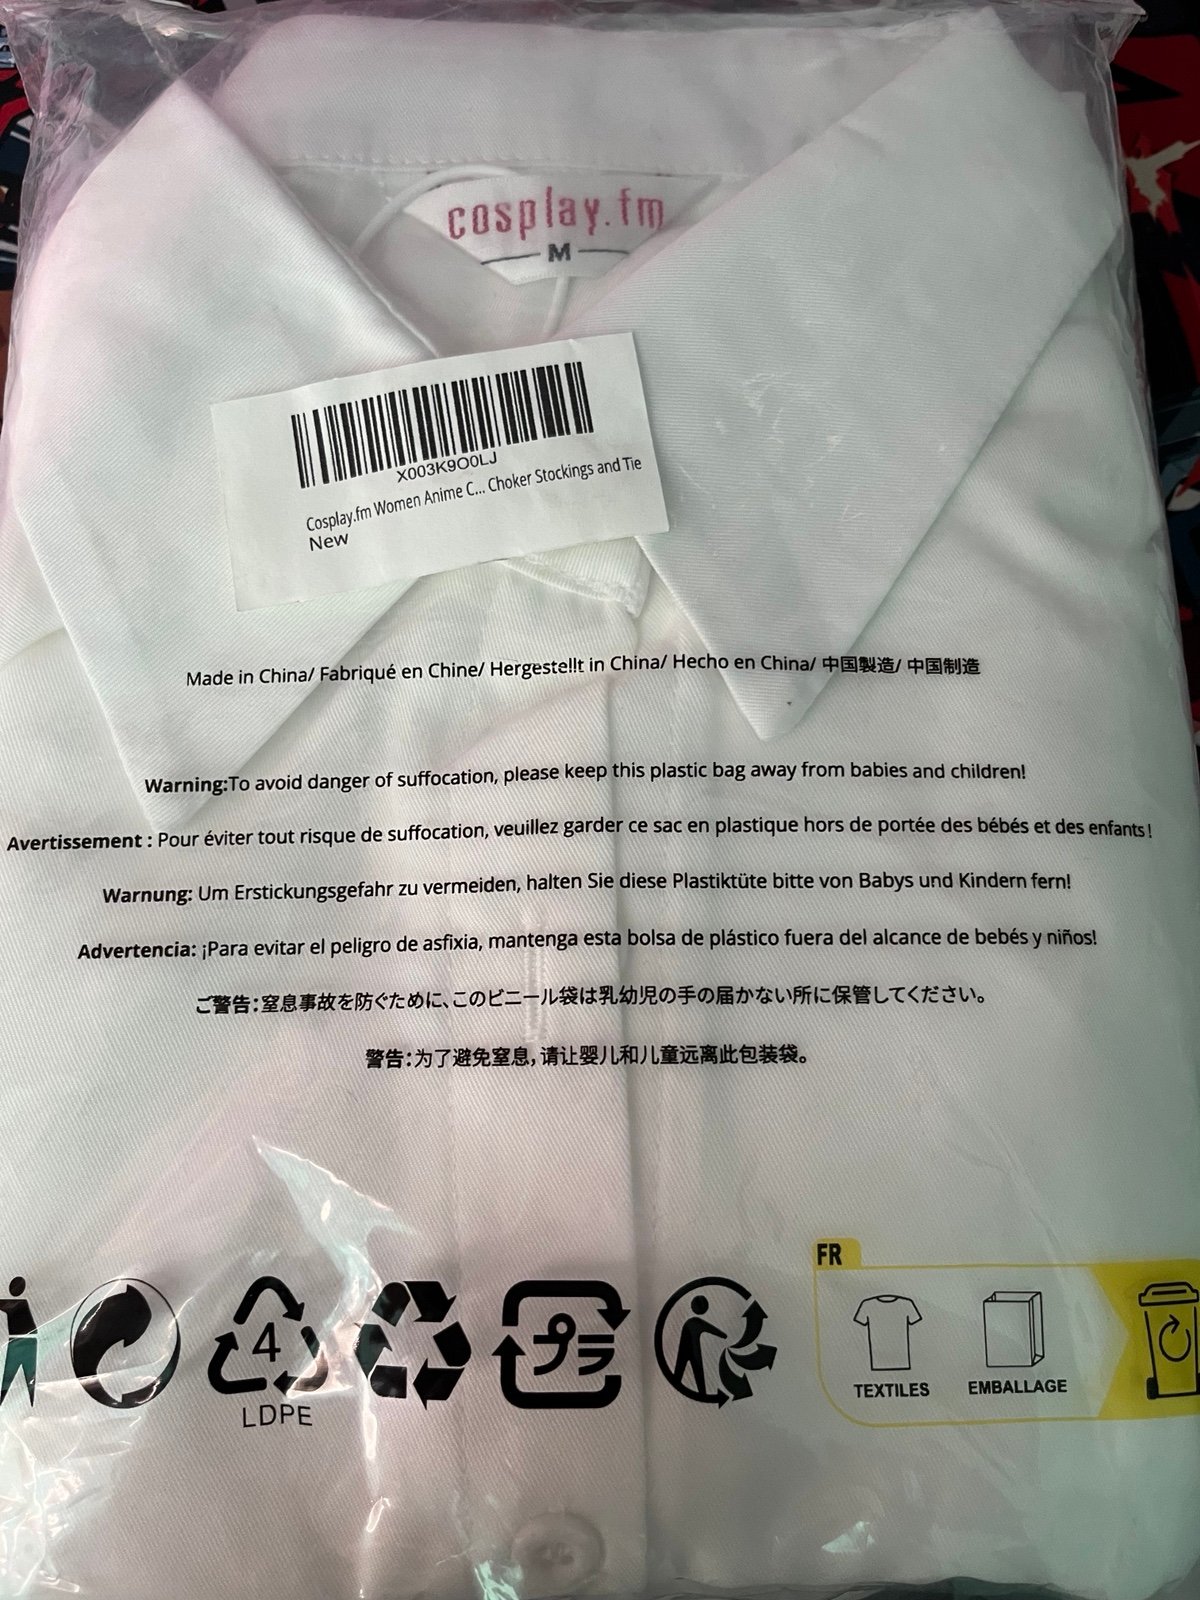 cosplay.fm
M
X003K9O0LJ
Cosplay.fm Women Anime C... Choker Stockings and Tie
New
Made in China/ Fabriqué en Chine/ Hergestellt in China/ Hecho en China/ 中国製造/ 中国制造
Warning:To avoid danger of suffocation, please keep this plastic bag away from babies and children!
Avertissement : Pour éviter tout risque de suffocation, veuillez garder ce sac en plastique hors de portée des bébés et des enfants!
Warnung: Um Erstickungsgefahr zu vermeiden, halten Sie diese Plastiktüte bitte von Babys und Kindern fern!
Advertencia: ¡Para evitar el peligro de asfixia, mantenga esta bolsa de plástico fuera del alcance de bebés y niños!
ご警告:窒息事故を防ぐために、このビニール袋は乳幼児の手の届かない所に保管してください。
警告:为了避免窒息,请让婴儿和儿童远离此包装袋。
FR
4
プラ
LDPE
TEXTILES
EMBALLAGE